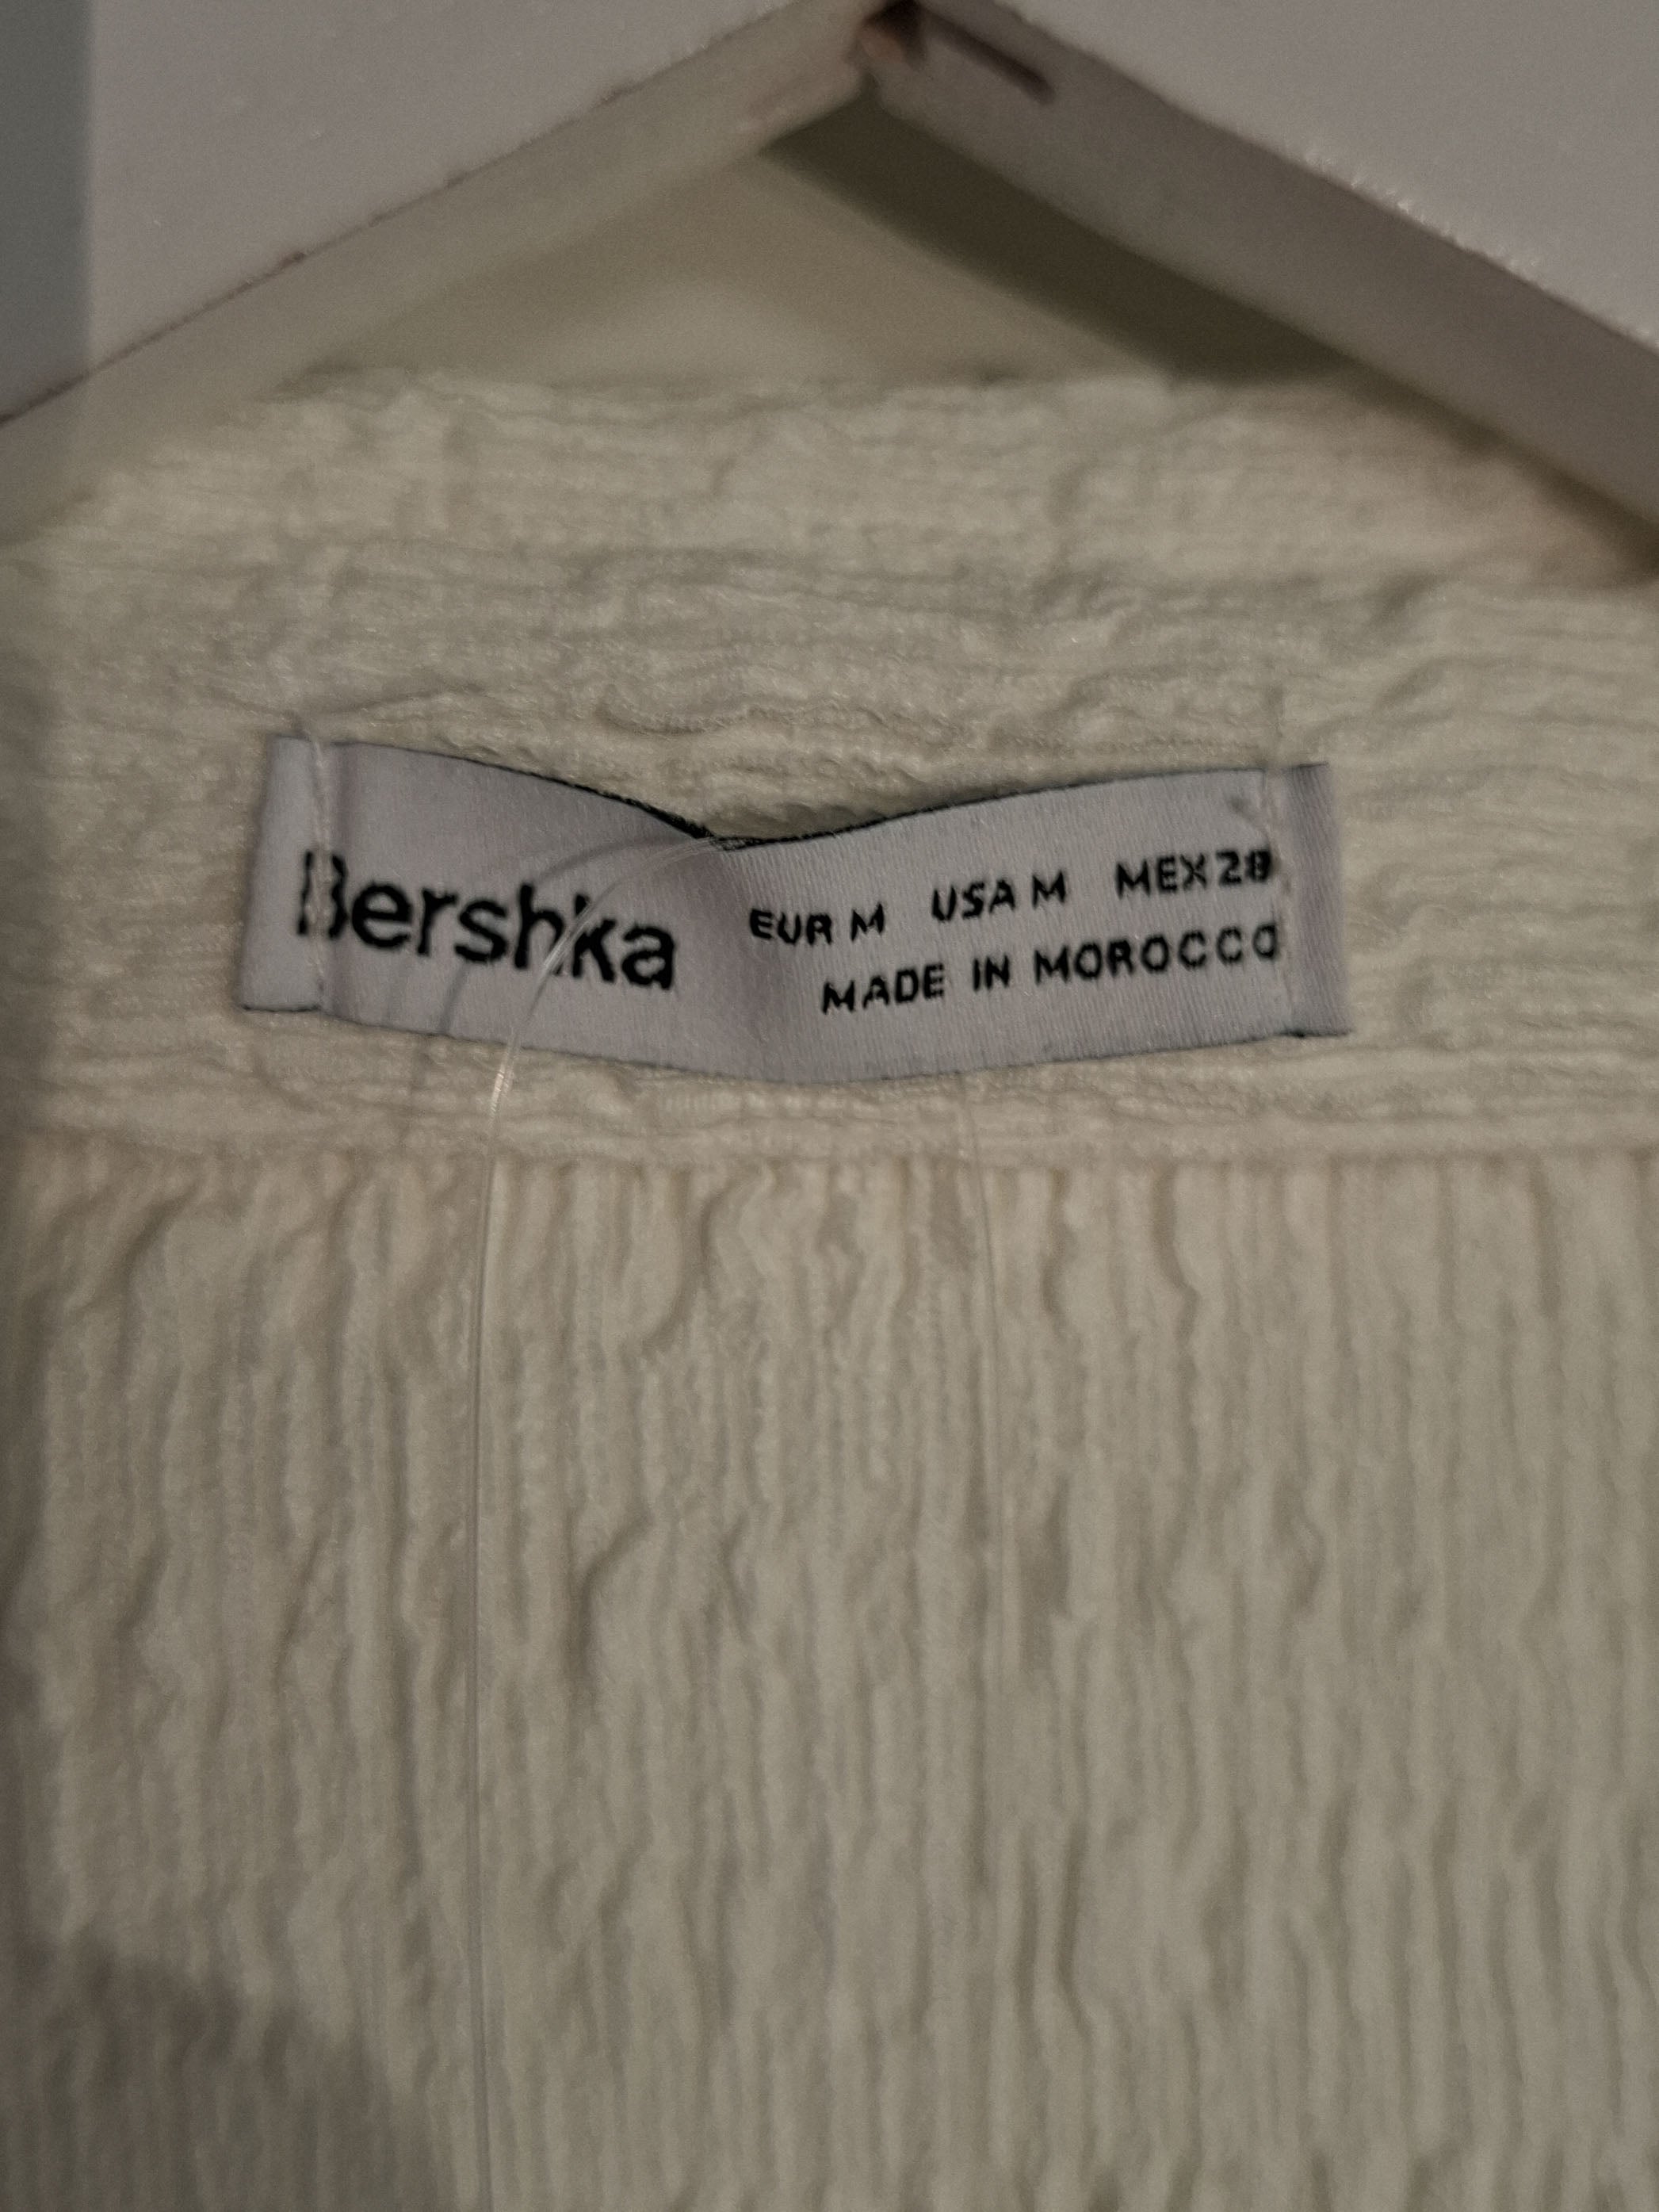 Bershka
EUR M USA M MEX 28
MADE IN MOROCCO